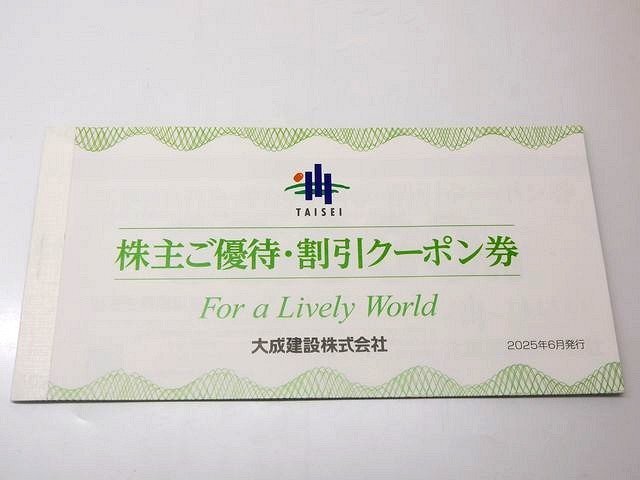 TAISEI
株主ご優待・割引クーポン券
For a Lively World
大成建設株式会社
2025年6月発行